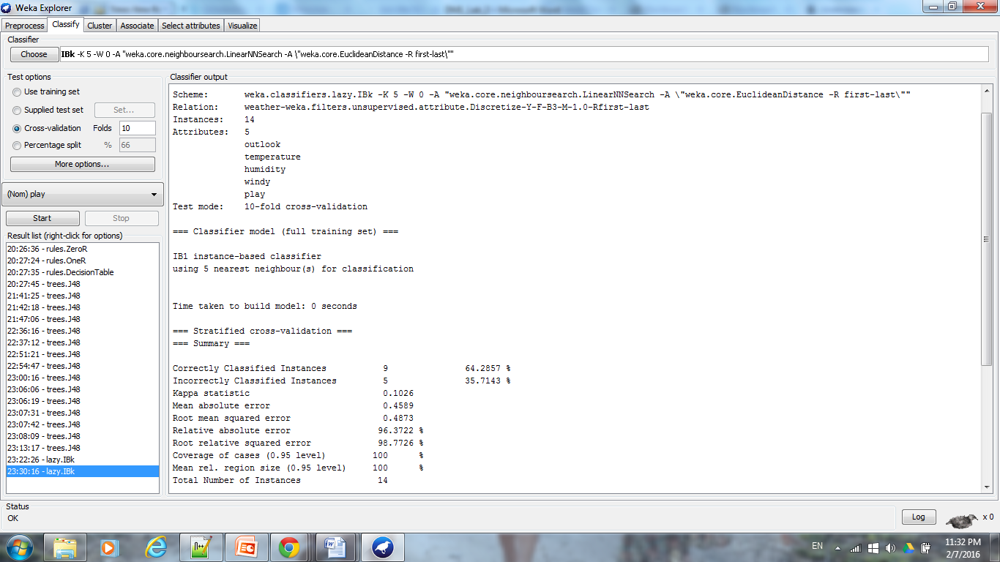 Weka Explorer
Preprocess Classify Cluster Associate Select attributes Visualize
Classifier
Choose IBk -K 5 -W 0 -A "weka.core.neighboursearch.LinearNNSearch -A \"weka.core.EuclideanDistance -R first-last\""
Test options
Use training set
Supplied test set Set...
Cross-validation Folds 10
Percentage split % 66
More options...
(Nom) play
Start Stop
Result list (right-click for options)
20:26:36 - rules.ZeroR
20:27:24 - rules.OneR
20:27:35 - rules.DecisionTable
20:27:45 - trees.J48
21:41:25 - trees.J48
21:42:18 - trees.J48
21:47:06 - trees.J48
22:36:16 - trees.J48
22:37:12 - trees.J48
22:51:21 - trees.J48
22:54:47 - trees.J48
23:00:16 - trees.J48
23:06:06 - trees.J48
23:06:19 - trees.J48
23:07:31 - trees.J48
23:07:42 - trees.J48
23:08:09 - trees.J48
23:13:17 - trees.J48
23:22:26 - lazy.IBk
23:30:16 - lazy.IBk
Classifier output
Scheme: weka.classifiers.lazy.IBk -K 5 -W 0 -A "weka.core.neighboursearch.LinearNNSearch -A \"weka.core.EuclideanDistance -R first-last\""
Relation: weather-weka.filters.unsupervised.attribute.Discretize-Y-F-B3-M-1.0-Rfirst-last
Instances: 14
Attributes: 5
outlook
temperature
humidity
windy
play
Test mode: 10-fold cross-validation
=== Classifier model (full training set) ===
IB1 instance-based classifier
using 5 nearest neighbour(s) for classification
Time taken to build model: 0 seconds
=== Stratified cross-validation ===
=== Summary ===
Correctly Classified Instances 9 64.2857 %
Incorrectly Classified Instances 5 35.7143 %
Kappa statistic 0.1026
Mean absolute error 0.4589
Root mean squared error 0.4873
Relative absolute error 96.3722 %
Root relative squared error 98.7726 %
Coverage of cases (0.95 level) 100 %
Mean rel. region size (0.95 level) 100 %
Total Number of Instances 14
Status
OK
Log x 0
EN
11:32 PM
2/7/2016